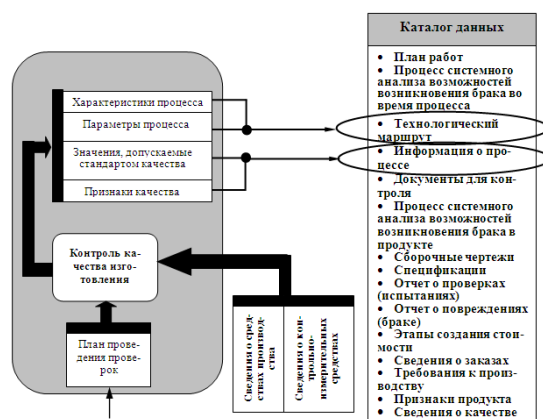 Характеристики процесса
Параметры процесса
Значения, допускаемые
стандартом качества
Признаки качества
Контроль ка-
чества изго-
товления
План прове-
дения прове-
рок
Сведения о сред-
ствах производ-
ства
Сведения о кон-
трольно-
измерительных
средствах
Каталог данных
• План работ
• Процесс системного
анализа возможностей
возникновения брака во
время процесса
• Технологический
маршрут
• Информация о про-
цессе
• Документы для кон-
троля
• Процесс системного
анализа возможностей
возникновения брака в
продукте
• Сборочные чертежи
• Спецификации
• Отчет о проверках
(испытаниях)
• Отчет о повреждениях
(браке)
• Этапы создания стои-
мости
• Сведения о заказах
• Требования к произ-
водству
• Признаки продукта
• Сведения о качестве